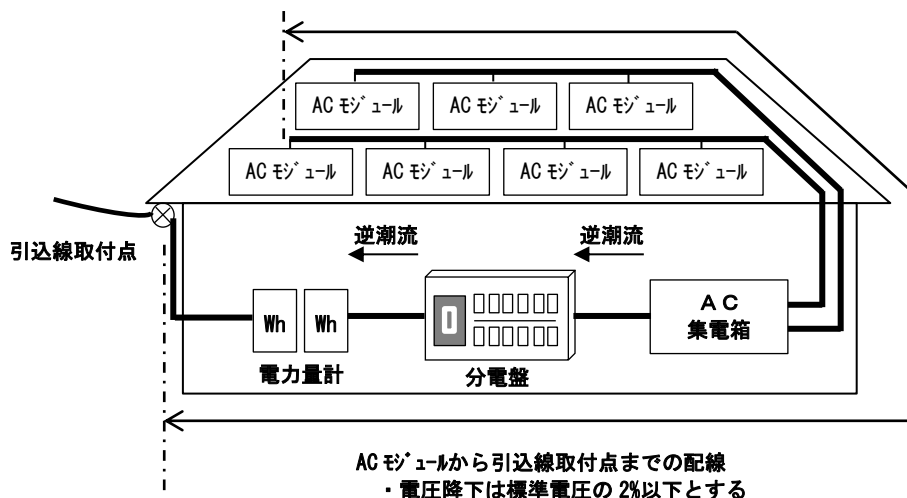 ACモジュール ACモジュール ACモジュール
ACモジュール ACモジュール ACモジュール ACモジュール
引込線取付点
逆潮流 逆潮流
Wh Wh
電力量計
分電盤
AC
集電箱
ACモジュールから引込線取付点までの配線
・電圧降下は標準電圧の2%以下とする